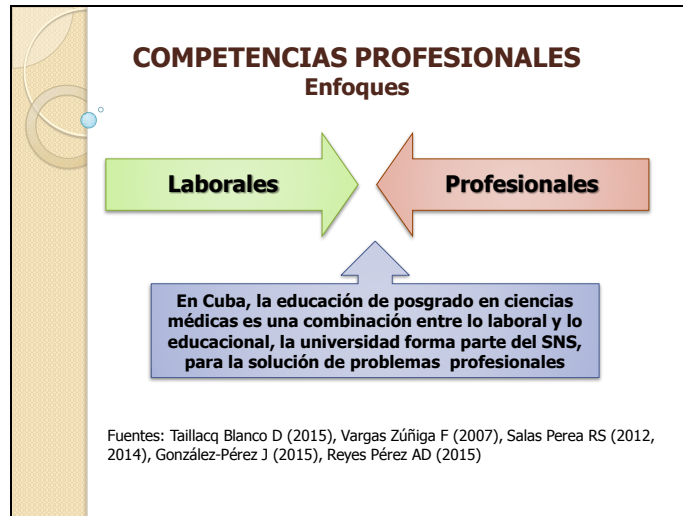 COMPETENCIAS PROFESIONALES
Enfoques
Laborales
Profesionales
En Cuba, la educación de posgrado en ciencias
médicas es una combinación entre lo laboral y lo
educacional, la universidad forma parte del SNS,
para la solución de problemas profesionales
Fuentes: Taillacq Blanco D (2015), Vargas Zúñiga F (2007), Salas Perea RS (2012,
2014), González-Pérez J (2015), Reyes Pérez AD (2015)